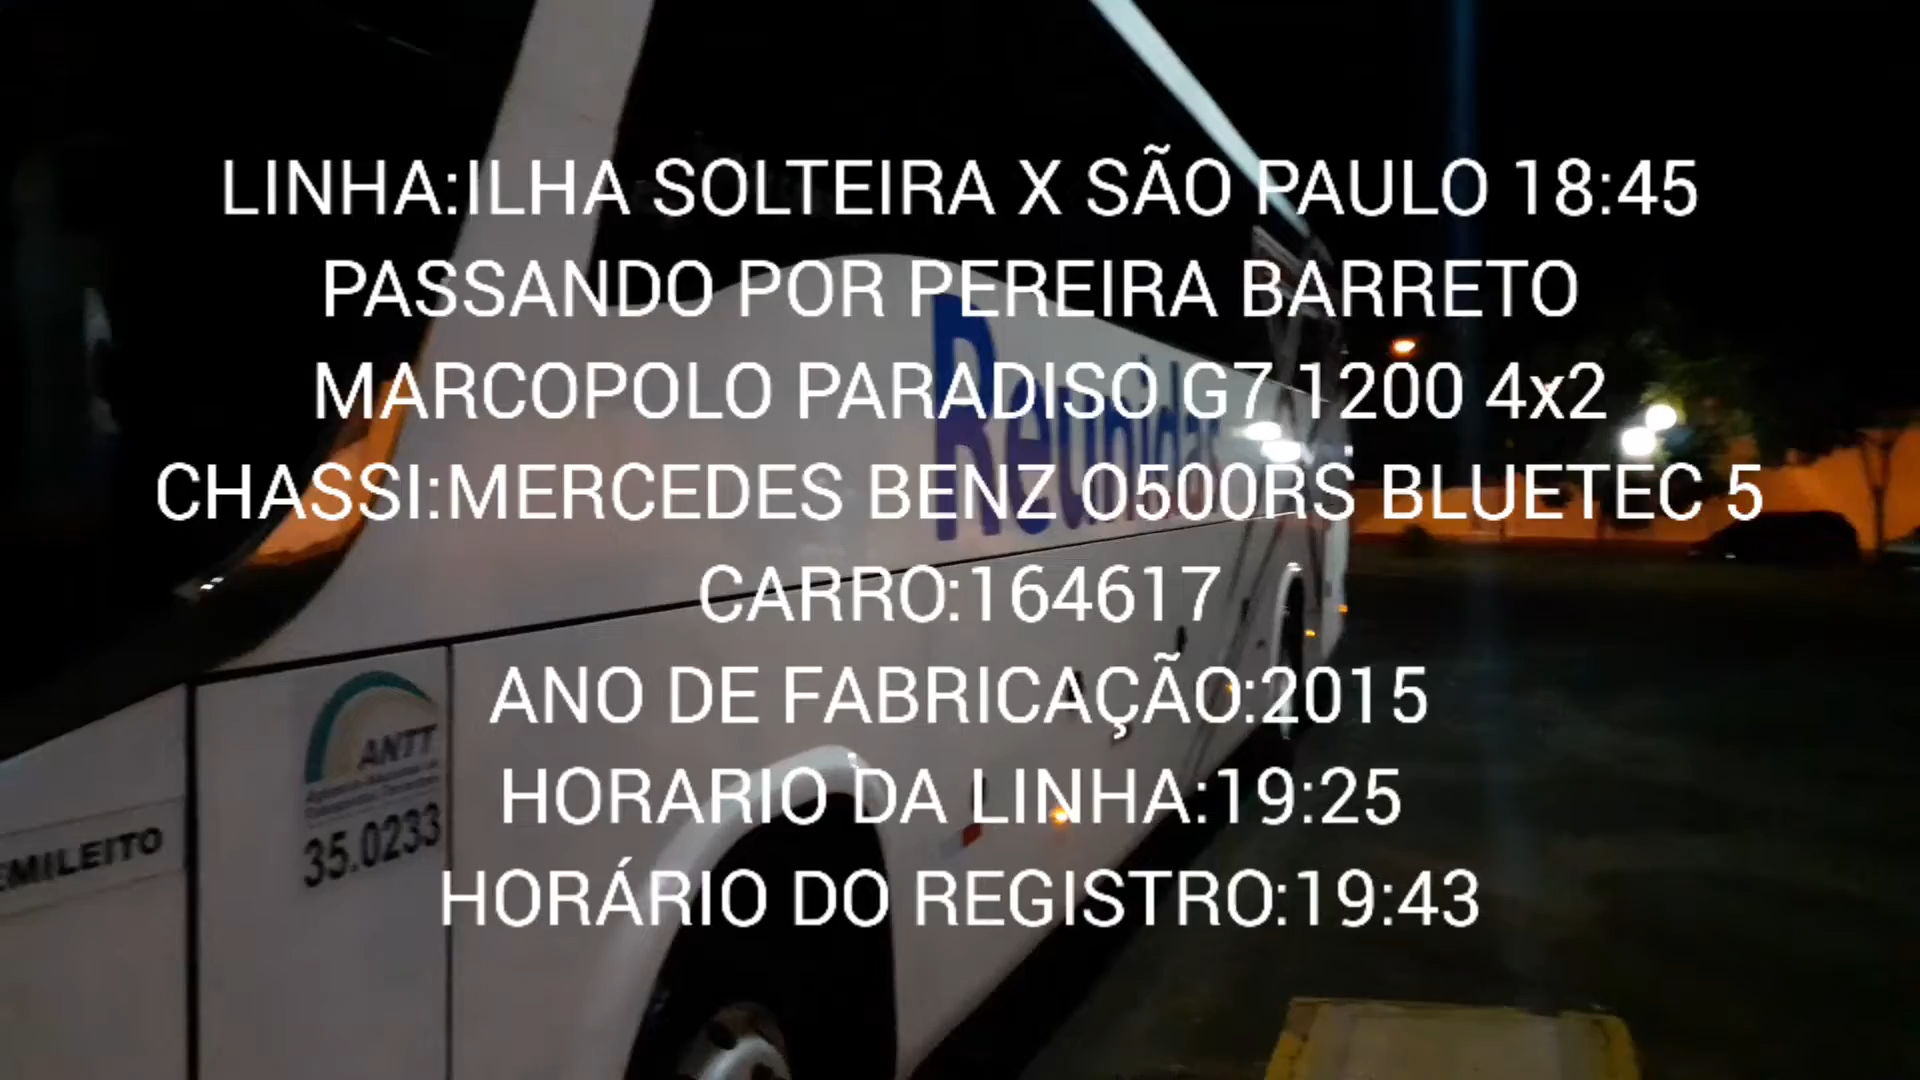 LINHA:ILHA SOLTEIRA X SÃO PAULO 18:45
PASSANDO POR PEREIRA BARRETO
MARCOPOLO PARADISO G7 1200 4x2
CHASSI:MERCEDES BENZ O500RS BLUETEC 5
CARRO:164617
ANO DE FABRICAÇÃO:2015
HORARIO DA LINHA:19:25
HORÁRIO DO REGISTRO:19:43
Reunidas
ANTT
35.0233
EMILEITO